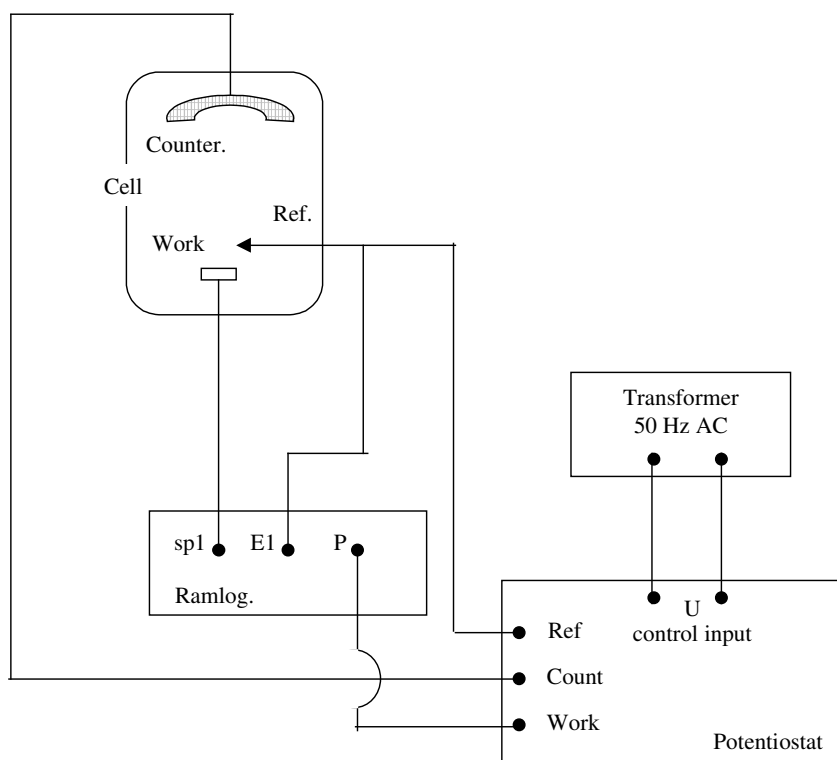 Counter.
Cell
Ref.
Work
Transformer
50 Hz AC
sp1 E1 P
Ramlog.
U
control input
Ref
Count
Work
Potentiostat